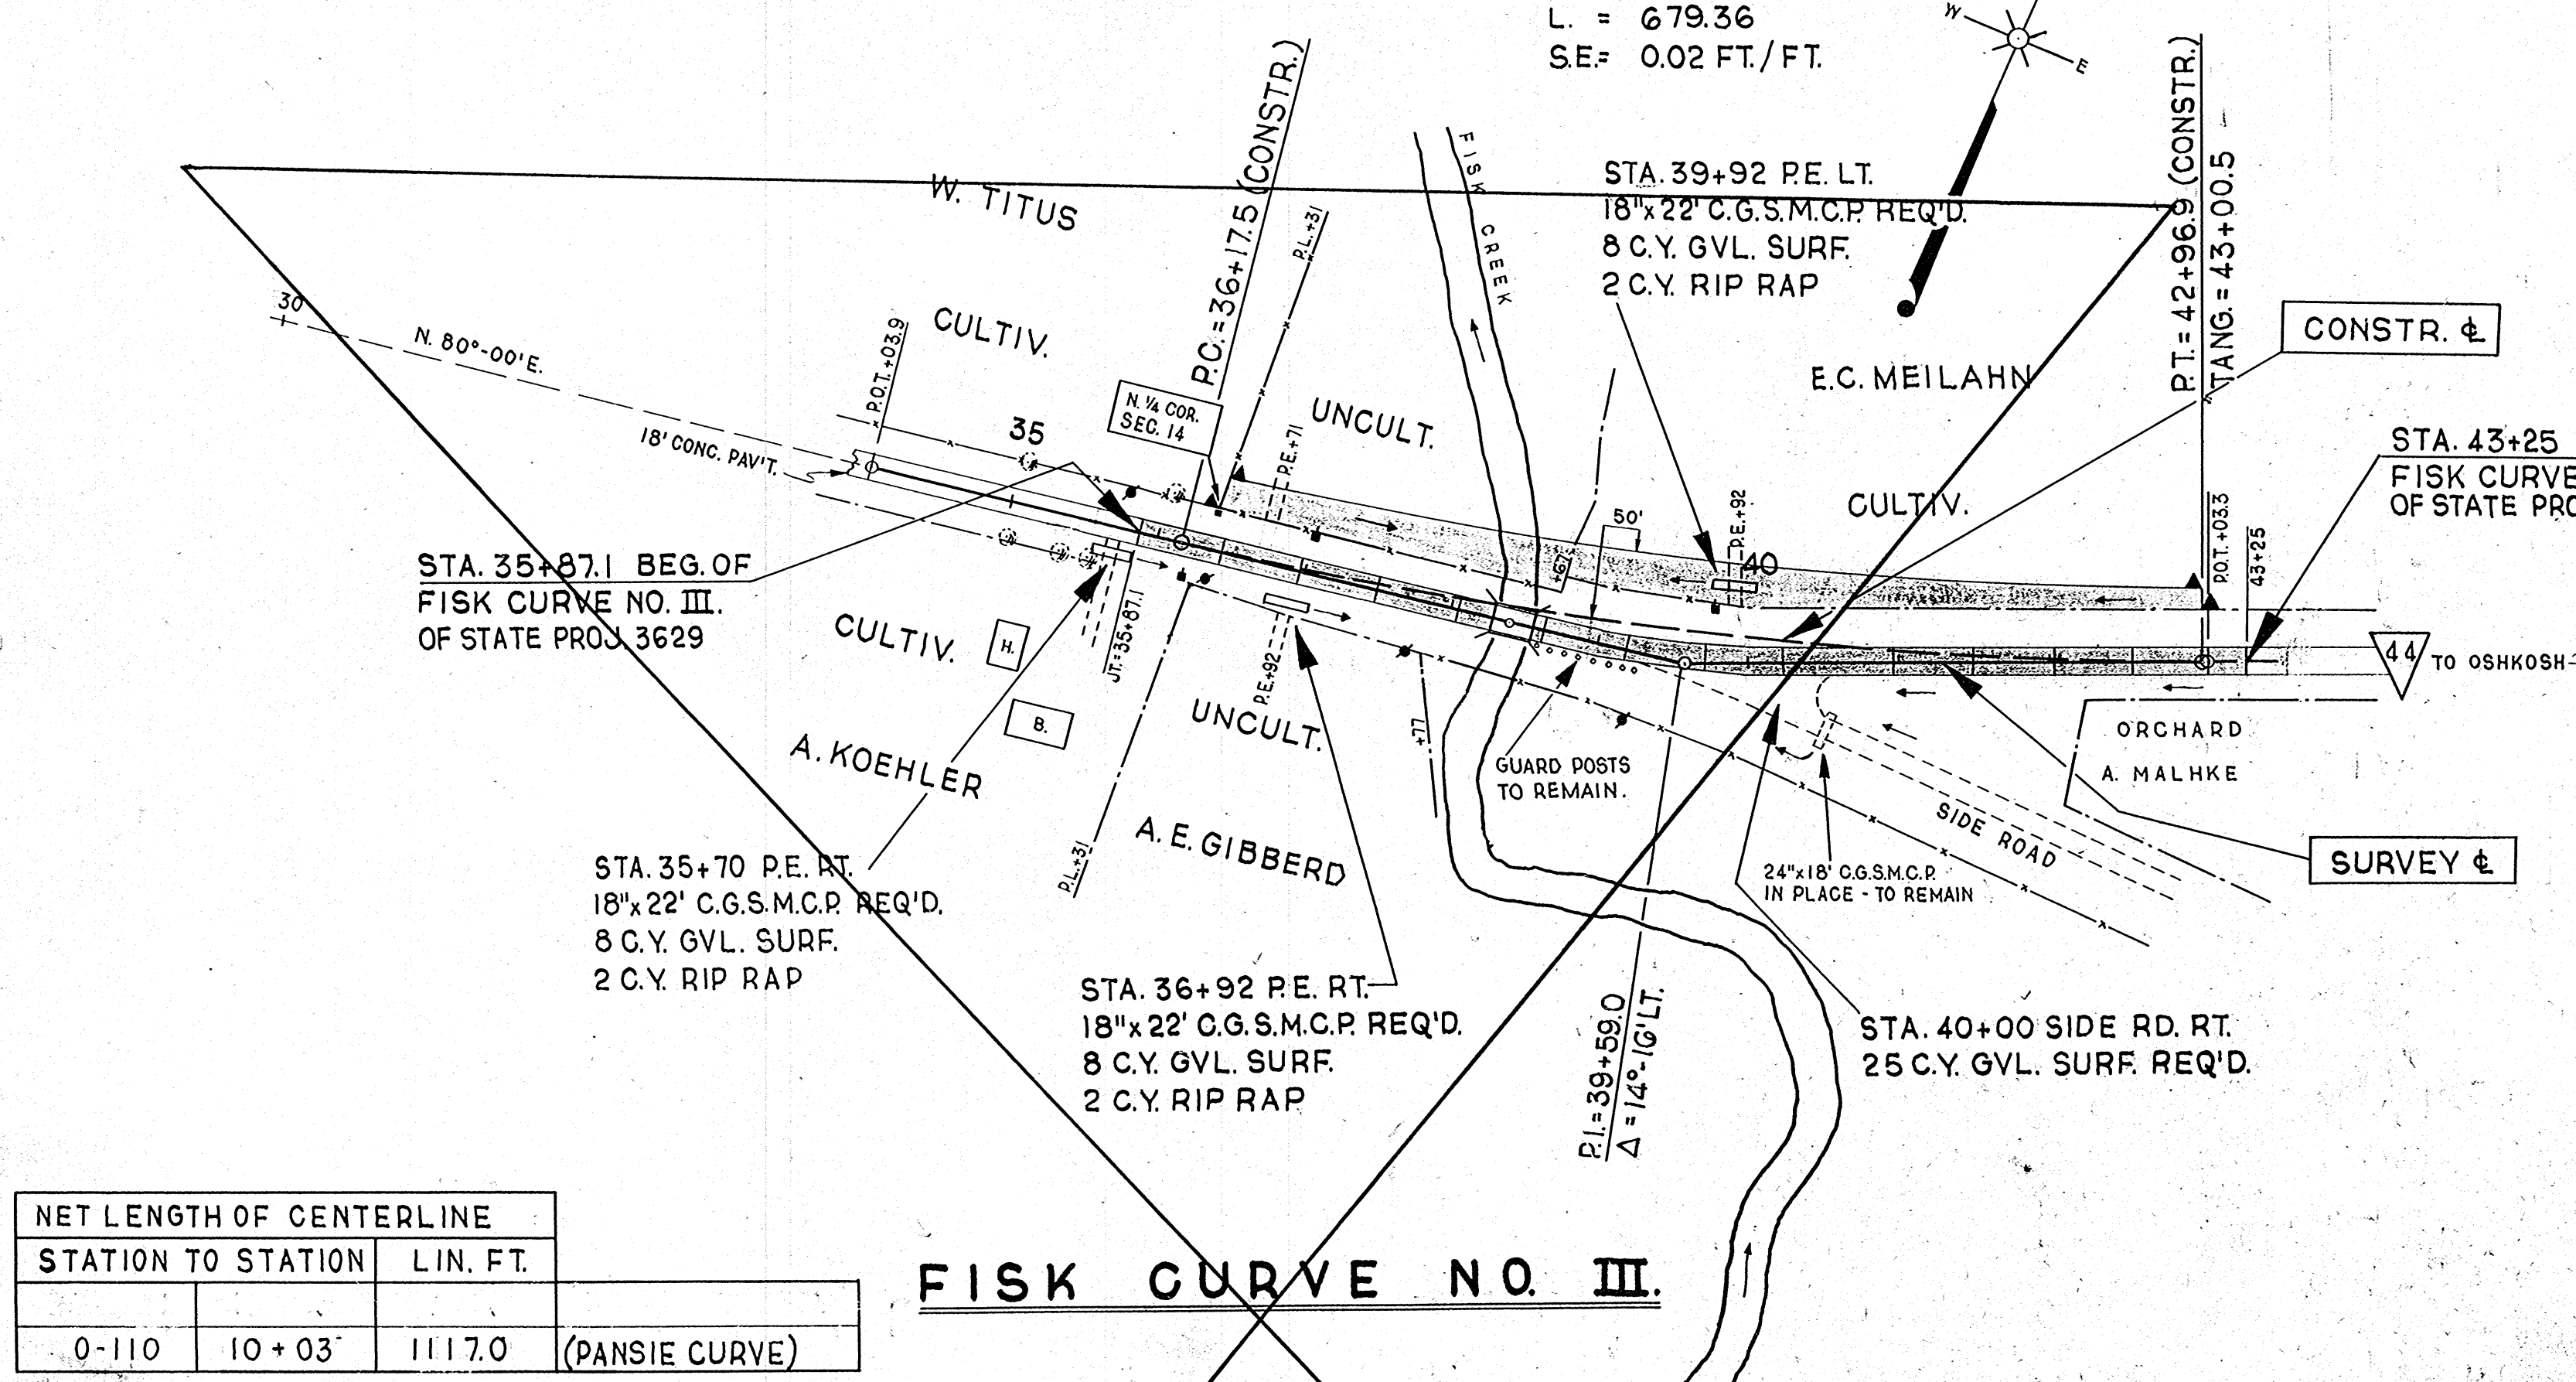 L. = 679.36
S.E.= 0.02 FT./FT.
W
E
P.C.=36+17.5 (CONSTR.)
P.T.=42+96.9 (CONSTR.)
TANG.=43+00.5
W. TITUS
P.L.+31
FISK CREEK
STA. 39+92 P.E. LT.
18"x22' C.G.S.M.C.P. REQ'D.
8 C.Y. GVL. SURF.
2 C.Y. RIP RAP
30
N. 80°-00'E.
P.O.T.+03.9
CULTIV.
N. 1/4 COR.
SEC. 14
UNCULT.
E.C. MEILAHN
CONSTR. ℄
18' CONC. PAV'T.
35
P.E.+71
50'
+67
P.E.+92
40
CULTIV.
P.O.T.+03.3
43+25
STA. 43+25
FISK CURVE
OF STATE PRO
STA. 35+87.1 BEG. OF
FISK CURVE NO. III.
OF STATE PROJ. 3629
CULTIV.
H.
B.
JT.=35+87.1
P.E.+92
UNCULT.
+77
44
TO OSHKOSH
ORCHARD
A. MALHKE
A. KOEHLER
GUARD POSTS
TO REMAIN.
SIDE ROAD
P.L.+31
A. E. GIBBERD
24"x18' C.G.S.M.C.P.
IN PLACE - TO REMAIN
SURVEY ℄
STA. 35+70 P.E. RT.
18"x22' C.G.S.M.C.P. REQ'D.
8 C.Y. GVL. SURF.
2 C.Y. RIP RAP
STA. 36+92 P.E. RT.
18"x22' C.G.S.M.C.P. REQ'D.
8 C.Y. GVL. SURF.
2 C.Y. RIP RAP
P.I.=39+59.0
Δ=14°-16'LT.
STA. 40+00 SIDE RD. RT.
25 C.Y. GVL. SURF. REQ'D.
NET LENGTH OF CENTERLINE
STATION TO STATION LIN. FT.
0-110 10+03 1117.0 (PANSIE CURVE)
FISK CURVE NO. III.